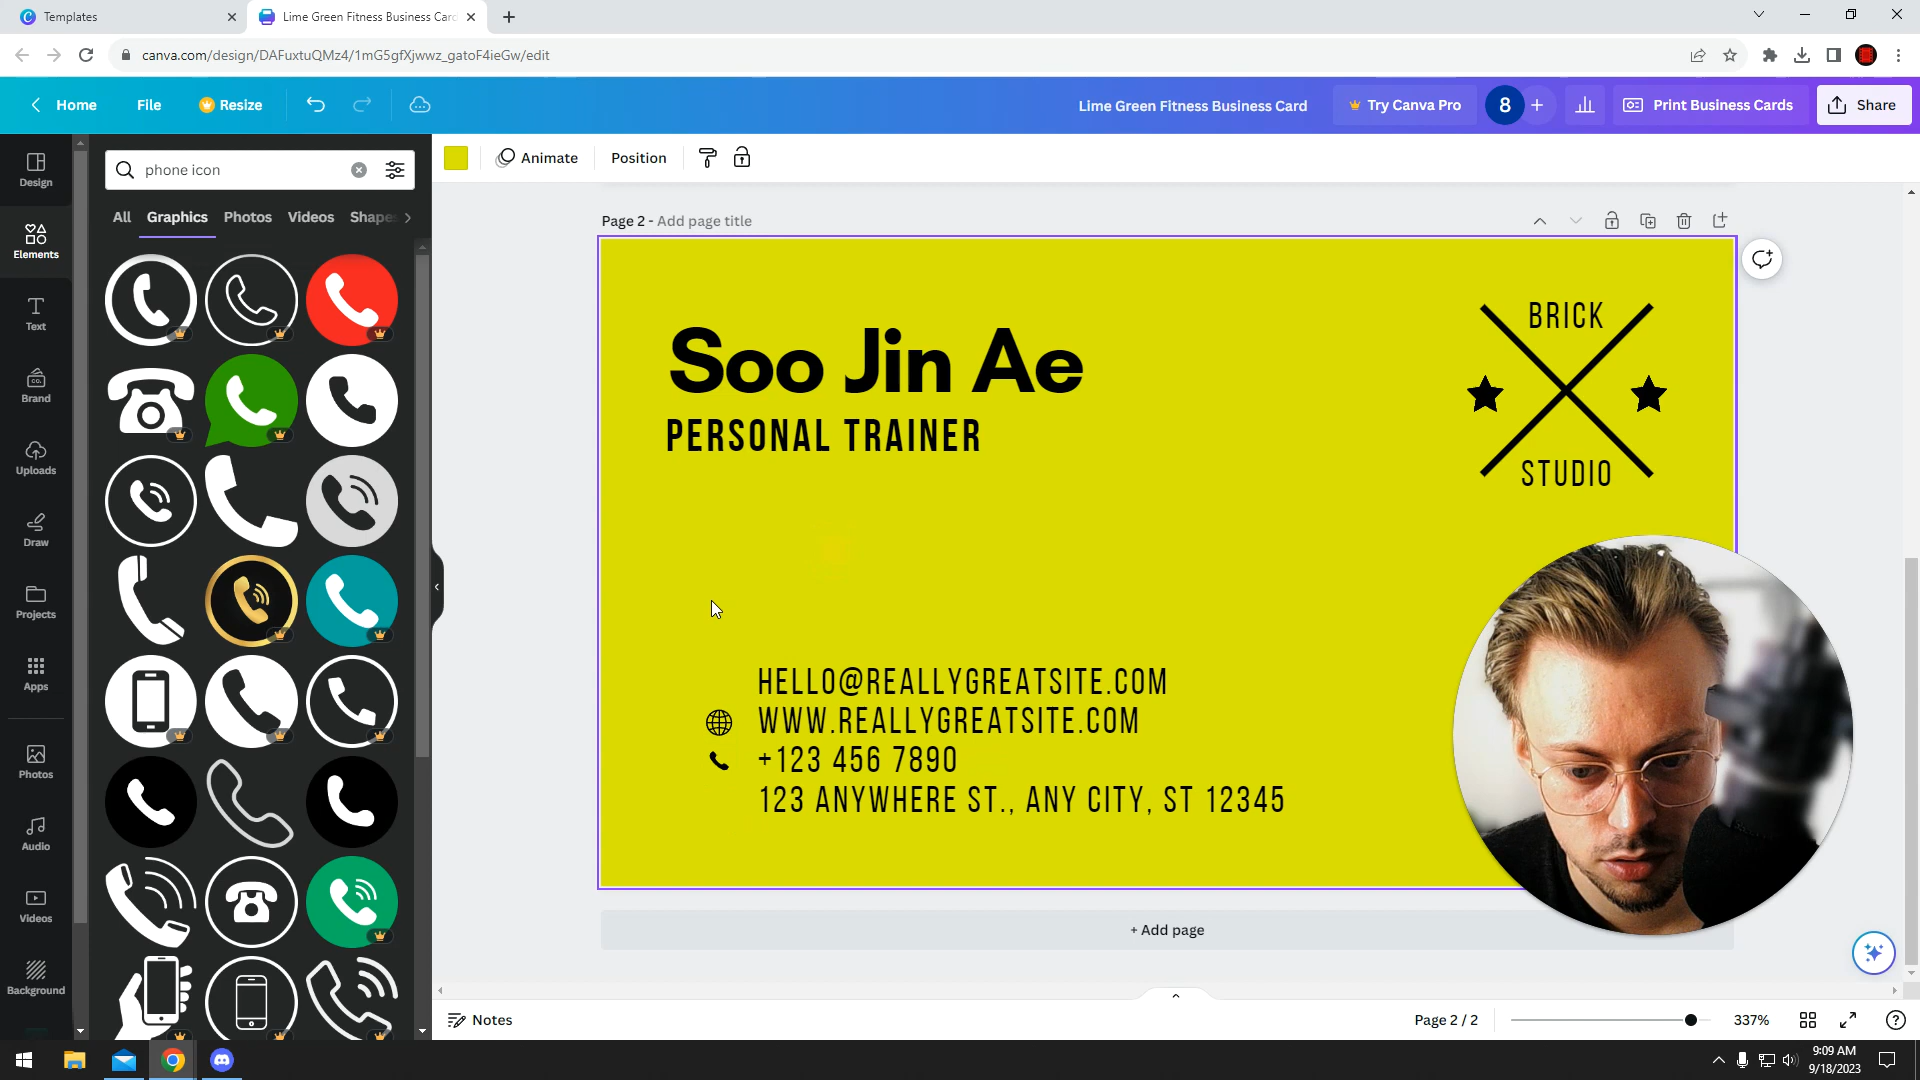 Templates
Lime Green Fitness Business Card
canva.com/design/DAFuxtuQMz4/1mG5gfXjwwz_gatoF4ieGw/edit
Home
File
Resize
Lime Green Fitness Business Card
Try Canva Pro
8
Print Business Cards
Share
Design
Elements
Text
Brand
Uploads
Draw
Projects
Apps
Photos
Audio
Videos
Background
phone icon
All
Graphics
Photos
Videos
Shapes
Animate
Position
Page 2 - Add page title
Soo Jin Ae
PERSONAL TRAINER
BRICK
STUDIO
HELLO@REALLYGREATSITE.COM
WWW.REALLYGREATSITE.COM
+123 456 7890
123 ANYWHERE ST., ANY CITY, ST 12345
+ Add page
Notes
Page 2 / 2
337%
9:09 AM
9/18/2023